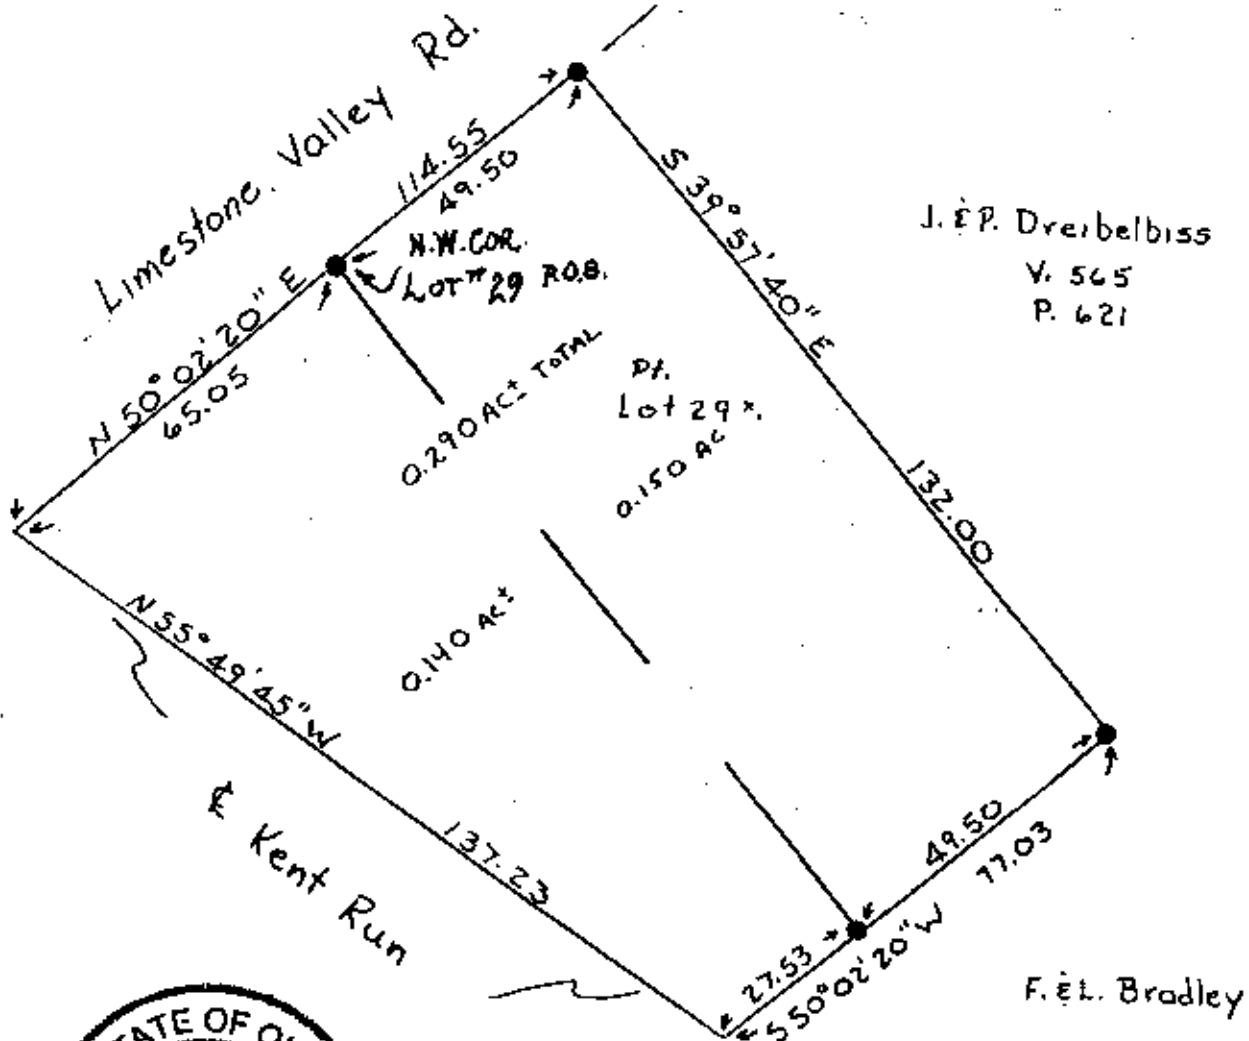 Limestone Valley Rd.
114.55
49.50
N.W. COR.
LOT # 29 P.O.B.
N 50° 02' 20" E
65.05
S 39° 57' 40" E
132.00
J. & P. Dreibelbiss
V. 565
P. 621
0.290 AC± TOTAL
Pt.
Lot 29
0.150 AC
0.140 AC±
N 55° 49' 45" W
137.23
℄ Kent Run
49.50
77.03
27.53
S 50° 02' 20" W
F. & L. Bradley
STATE OF